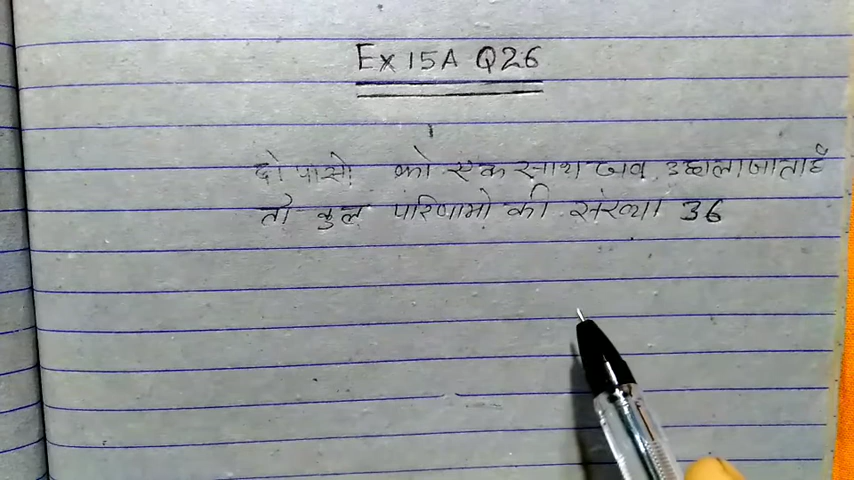 Ex 15A Q26
दो पासो को एक साथ जब उछाला जाता है
तो कुल परिणामो की संख्या 36